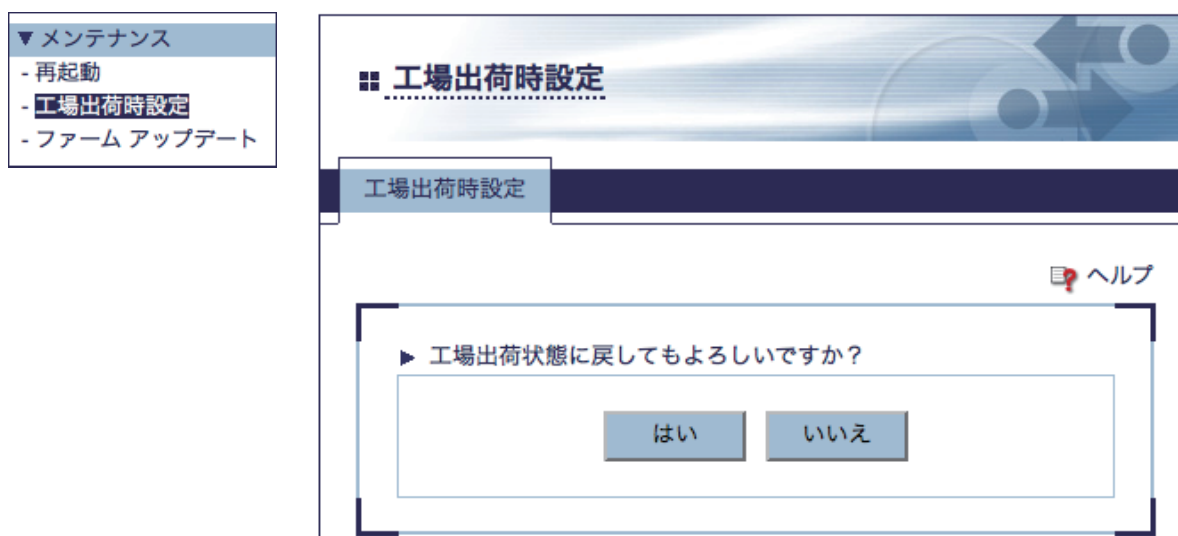 ▼メンテナンス
- 再起動
- 工場出荷時設定
- ファーム アップデート
工場出荷時設定
工場出荷時設定
ヘルプ
工場出荷状態に戻してもよろしいですか？
はい
いいえ